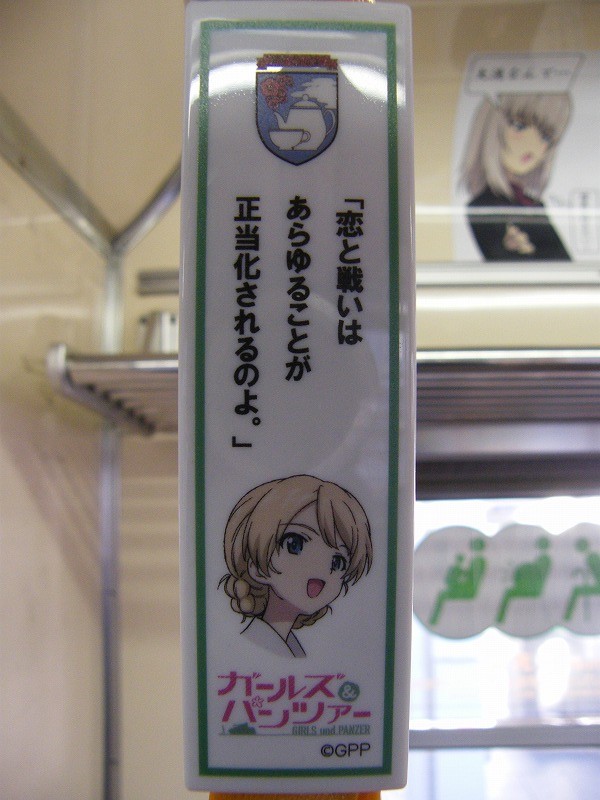 「恋と戦いは
あらゆることが
正当化されるのよ。」
ガールズ&
パンツァー
GIRLS und PANZER
©GPP